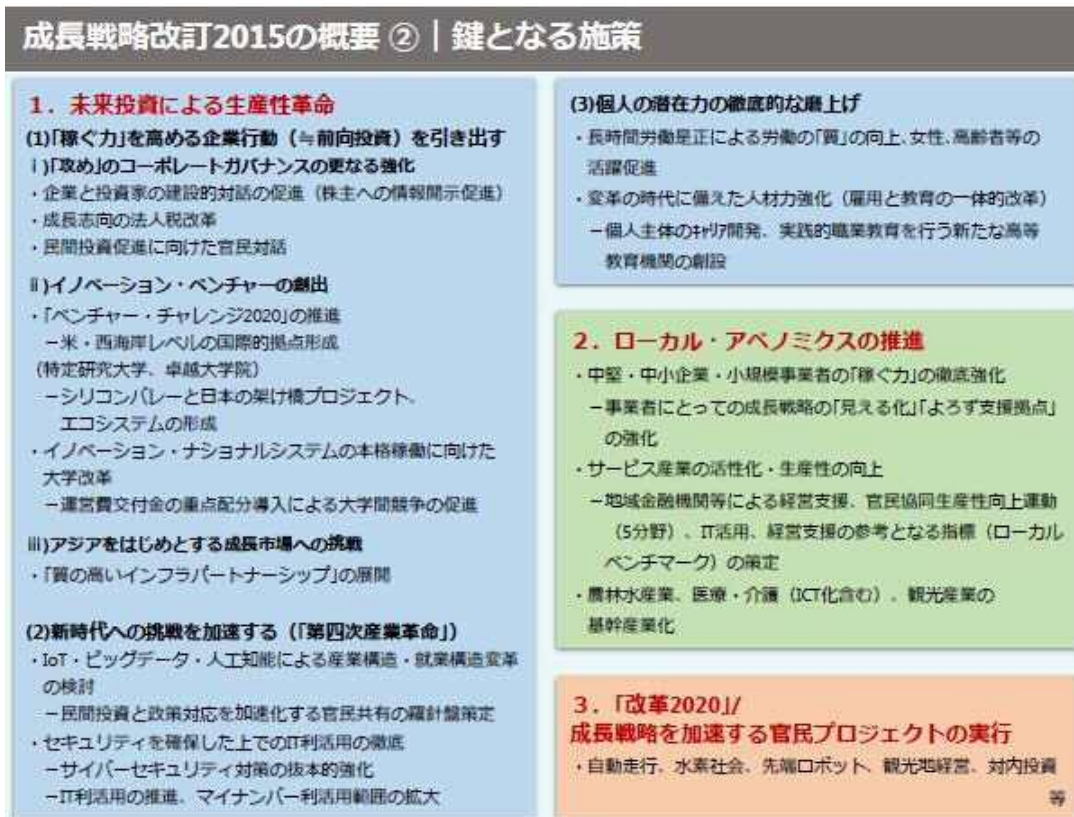 成長戦略改訂2015の概要 ②｜鍵となる施策
１．未来投資による生産性革命
(1)「稼ぐ力」を高める企業行動（≒前向投資）を引き出す
ⅰ)「攻め」のコーポレートガバナンスの更なる強化
・企業と投資家の建設的対話の促進（株主への情報開示促進）
・成長志向の法人税改革
・民間投資促進に向けた官民対話
ⅱ)イノベーション・ベンチャーの創出
・「ベンチャー・チャレンジ2020」の推進
－米・西海岸レベルの国際的拠点形成
（特定研究大学、卓越大学院）
－シリコンバレーと日本の架け橋プロジェクト、
エコシステムの形成
・イノベーション・ナショナルシステムの本格稼働に向けた
大学改革
－運営費交付金の重点配分導入による大学間競争の促進
ⅲ)アジアをはじめとする成長市場への挑戦
・「質の高いインフラパートナーシップ」の展開
(2)新時代への挑戦を加速する（「第四次産業革命」）
・IoT・ビッグデータ・人工知能による産業構造・就業構造変革
の検討
－民間投資と政策対応を加速化する官民共有の羅針盤策定
・セキュリティを確保した上でのIT利活用の徹底
－サイバーセキュリティ対策の抜本的強化
－IT利活用の推進、マイナンバー利活用範囲の拡大
(3)個人の潜在力の徹底的な磨上げ
・長時間労働是正による労働の「質」の向上、女性、高齢者等の
活躍促進
・変革の時代に備えた人材力強化（雇用と教育の一体的改革）
－個人主体のｷｬﾘｱ開発、実践的職業教育を行う新たな高等
教育機関の創設
２．ローカル・アベノミクスの推進
・中堅・中小企業・小規模事業者の「稼ぐ力」の徹底強化
－事業者にとっての成長戦略の「見える化」「よろず支援拠点」
の強化
・サービス産業の活性化・生産性の向上
－地域金融機関等による経営支援、官民協同生産性向上運動
（5分野）、IT活用、経営支援の参考となる指標（ローカル
ベンチマーク）の策定
・農林水産業、医療・介護（ICT化含む）、観光産業の
基幹産業化
３．「改革2020」/
成長戦略を加速する官民プロジェクトの実行
・自動走行、水素社会、先端ロボット、観光地経営、対内投資
等